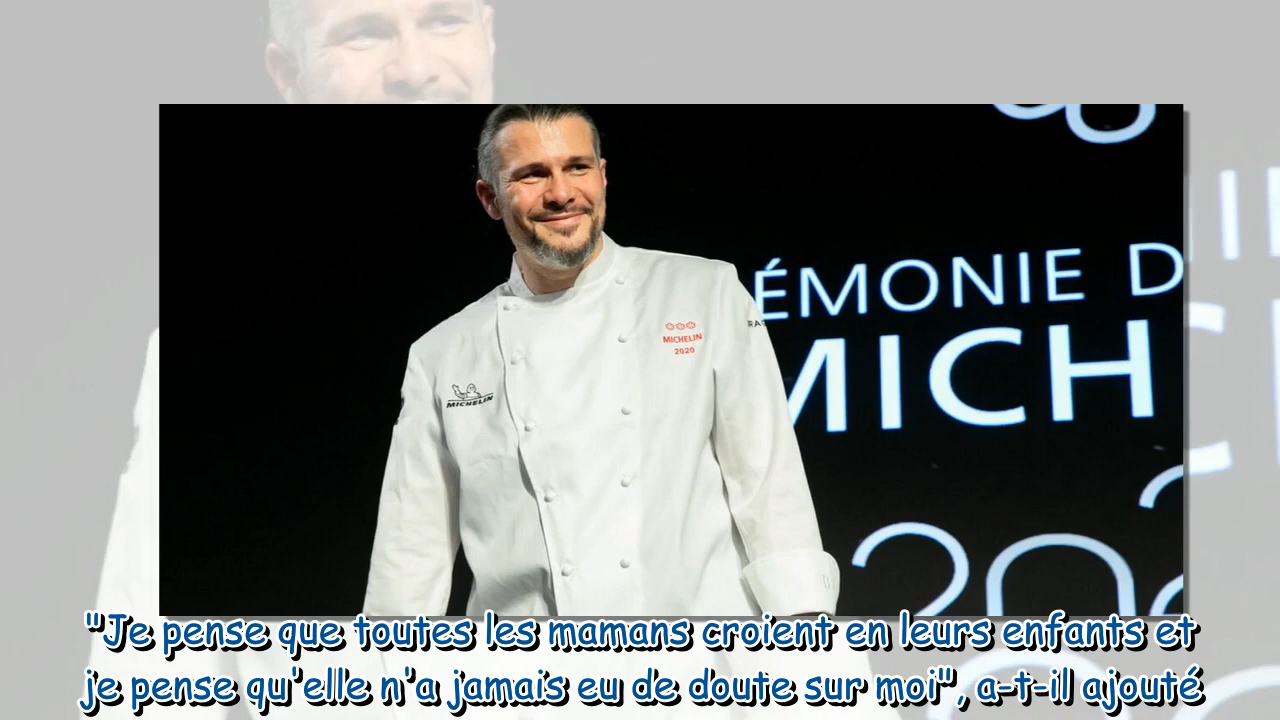 ÉMONIE D
MICH
202
MICHELIN
2020
MICHELIN
"Je pense que toutes les mamans croient en leurs enfants et
je pense qu'elle n'a jamais eu de doute sur moi", a-t-il ajouté